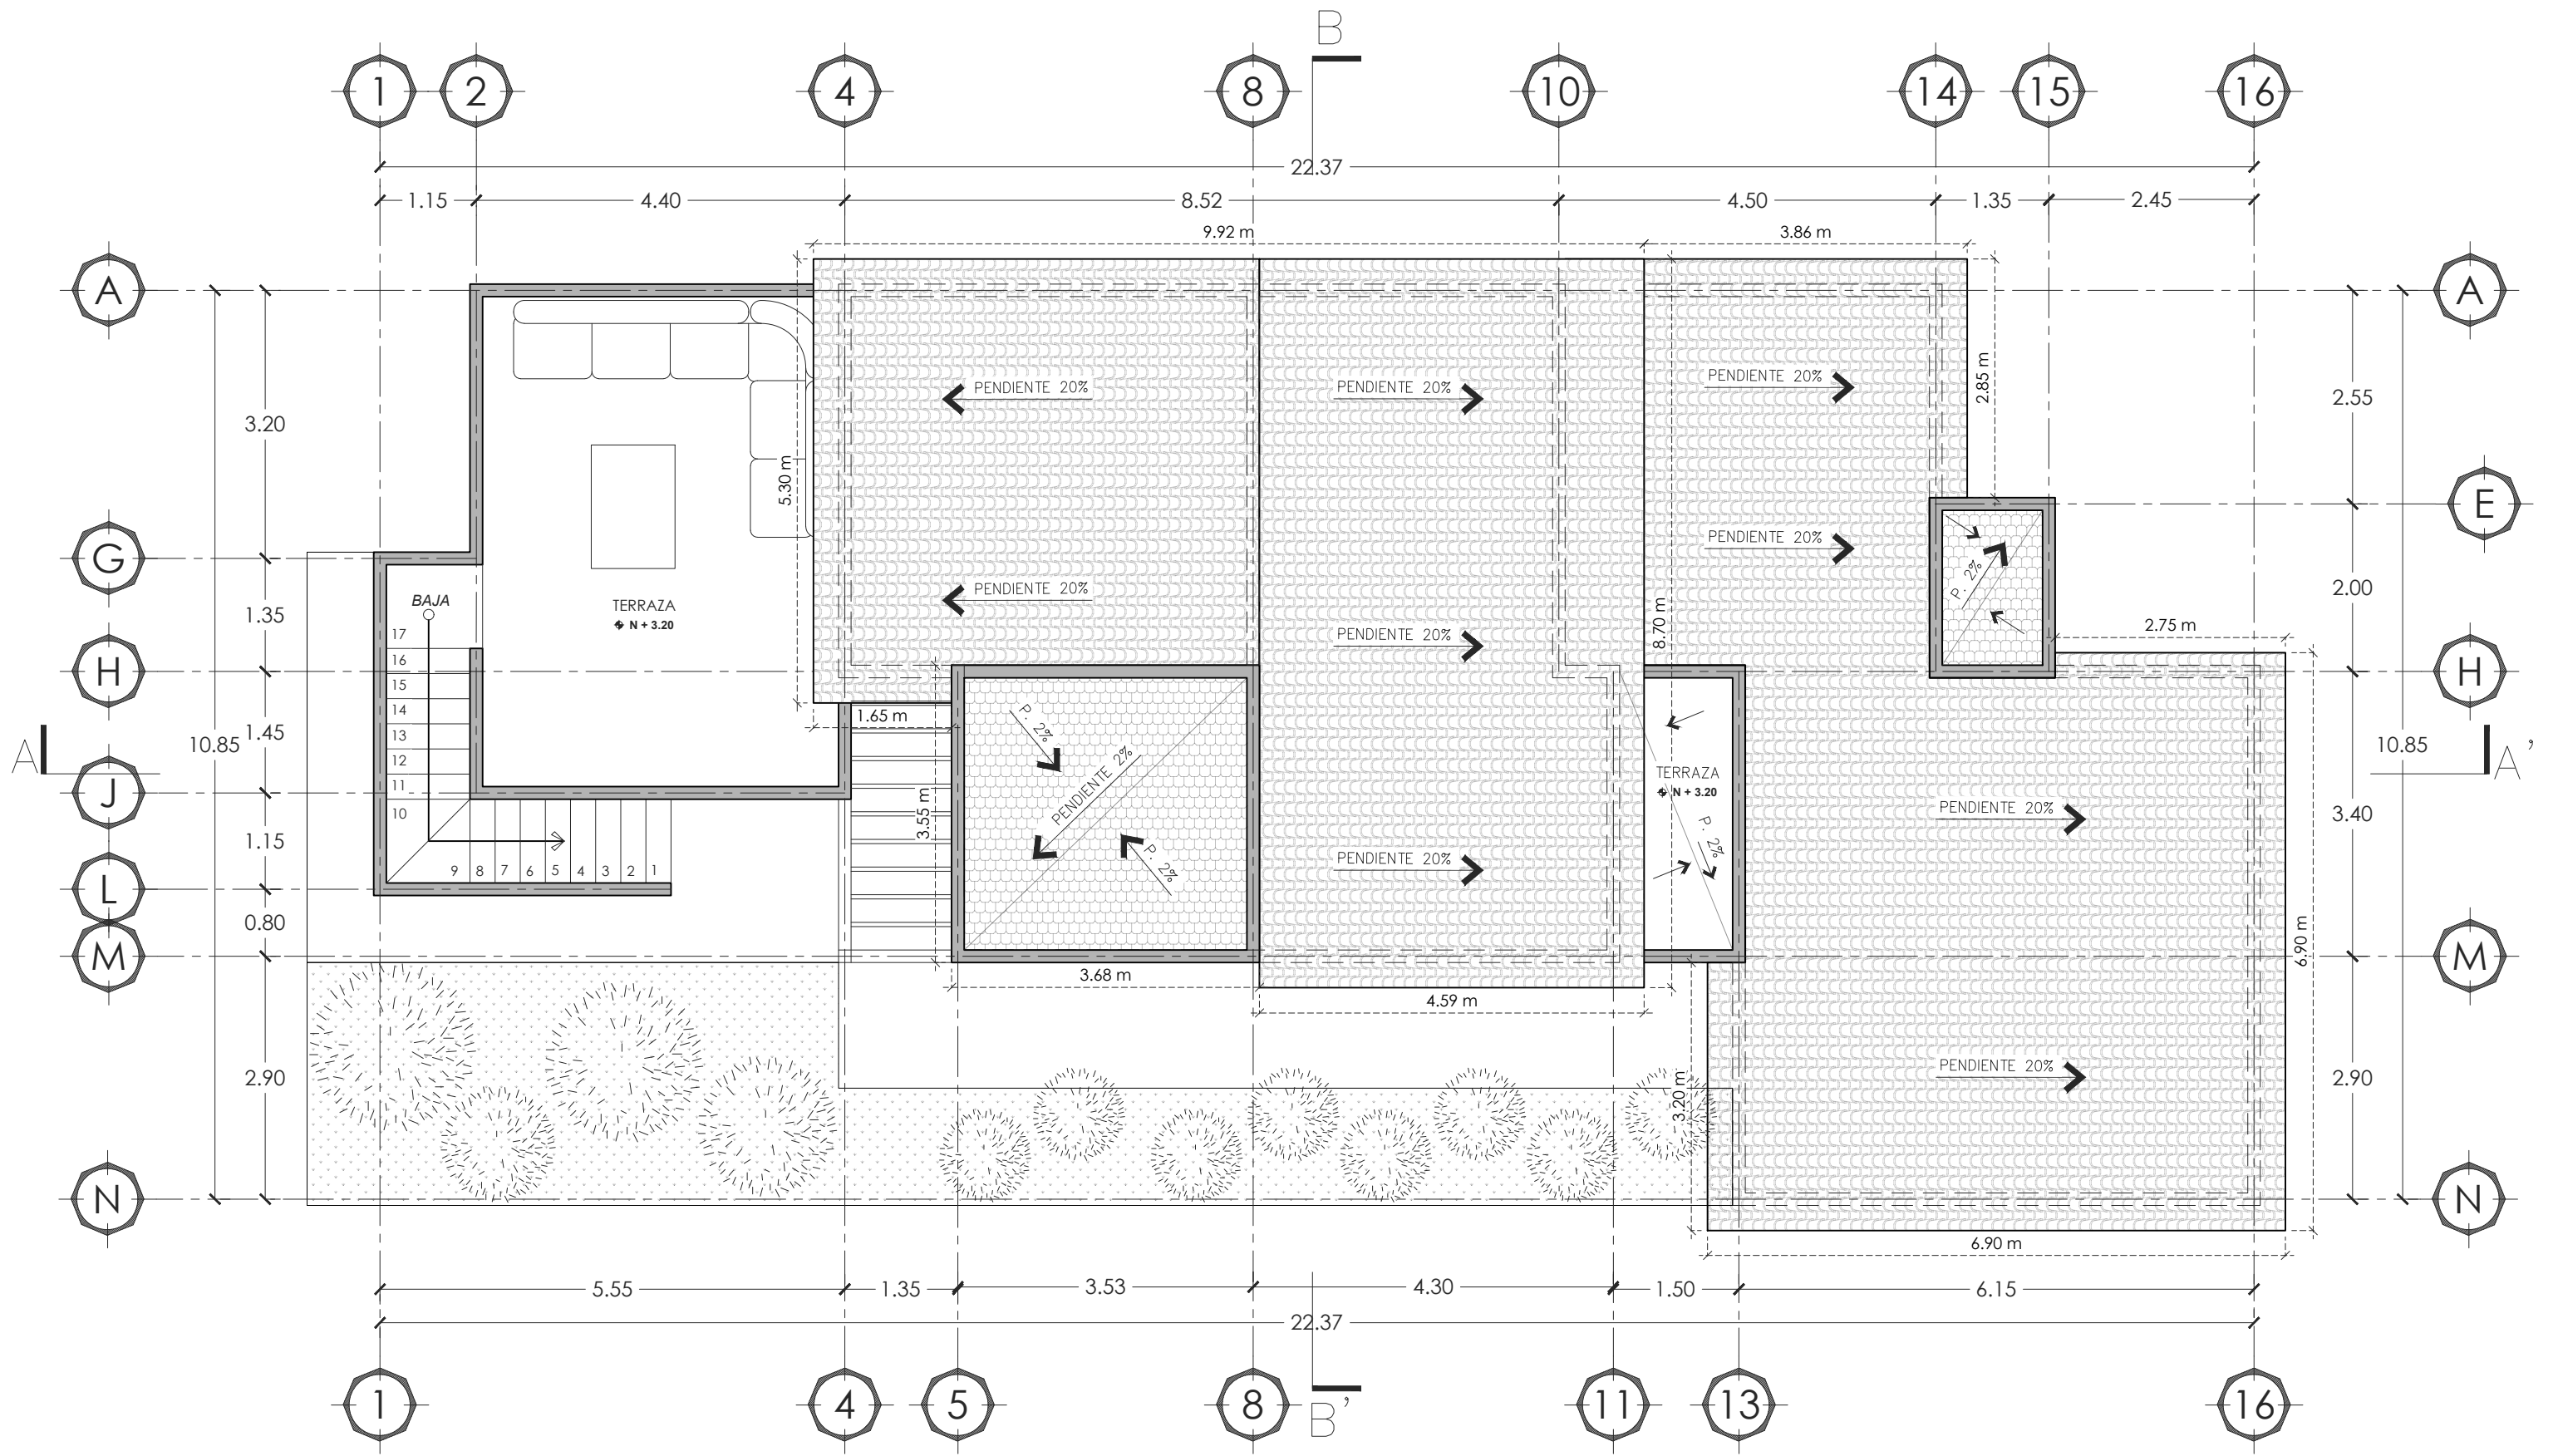 B
1 2 4 8 10 14 15 16
22.37
1.15 4.40 8.52 4.50 1.35 2.45
9.92 m 3.86 m
A A
PENDIENTE 20% PENDIENTE 20% PENDIENTE 20%
2.85 m
2.55
3.20
5.30 m
E
PENDIENTE 20%
G
P. 2%
BAJA
PENDIENTE 20%
2.00
TERRAZA
N + 3.20
1.35
8.70 m
2.75 m
17
PENDIENTE 20%
16
H H
15
14
1.65 m
P. 2%
13
1.45
10.85 10.85
A A'
12
PENDIENTE 2%
TERRAZA
N + 3.20
11
J
10
3.55 m
PENDIENTE 20%
3.40
1.15
P. 2%
PENDIENTE 20%
P. 2%
9 8 7 6 5 4 3 2 1
L
0.80
6.90 m
M M
3.68 m
4.59 m
2.90
3.20 m
PENDIENTE 20%
2.90
N N
6.90 m
5.55 1.35 3.53 4.30 1.50 6.15
22.37
1 4 5 8 11 13 16
B'